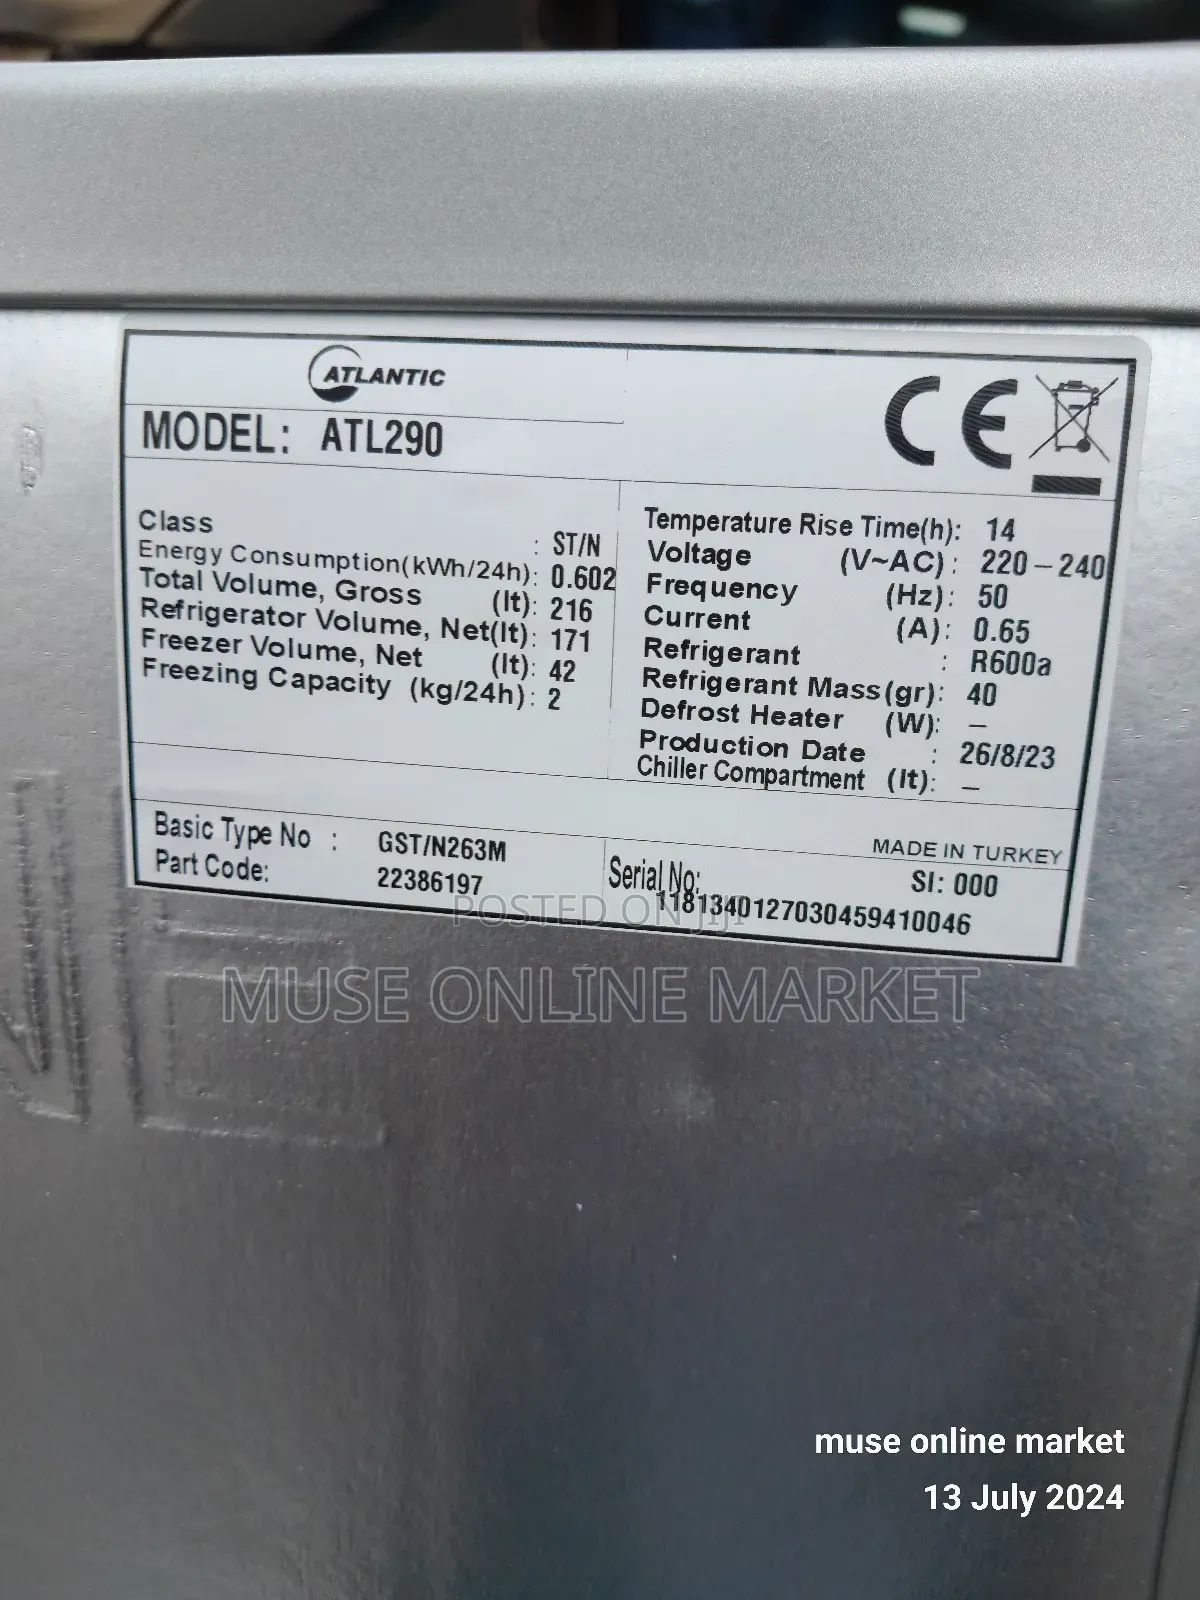 ATLANTIC
MODEL: ATL290
CE
Class : ST/N
Energy Consumption(kWh/24h): 0.602
Total Volume, Gross (lt): 216
Refrigerator Volume, Net(lt): 171
Freezer Volume, Net (lt): 42
Freezing Capacity (kg/24h): 2
Temperature Rise Time(h): 14
Voltage (V~AC): 220-240
Frequency (Hz): 50
Current (A): 0.65
Refrigerant : R600a
Refrigerant Mass(gr): 40
Defrost Heater (W): –
Production Date : 26/8/23
Chiller Compartment (lt): –
MADE IN TURKEY
Basic Type No : GST/N263M
Part Code: 22386197
SI: 000
Serial No:
1181340127030459410046
POSTED ON JIJI
MUSE ONLINE MARKET
muse online market
13 July 2024